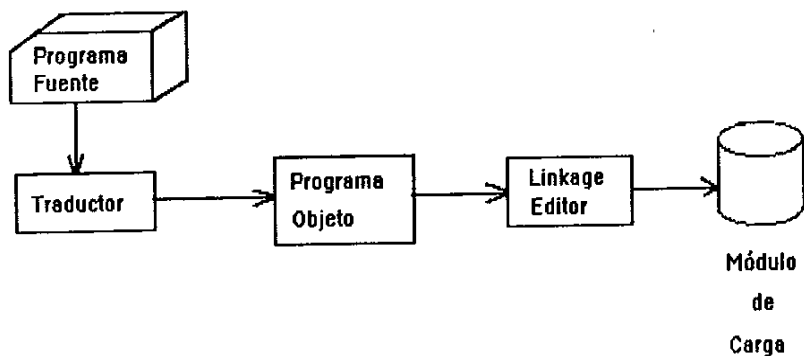 Programa
Fuente
Traductor
Programa
Objeto
Linkage
Editor
Módulo
de
Carga